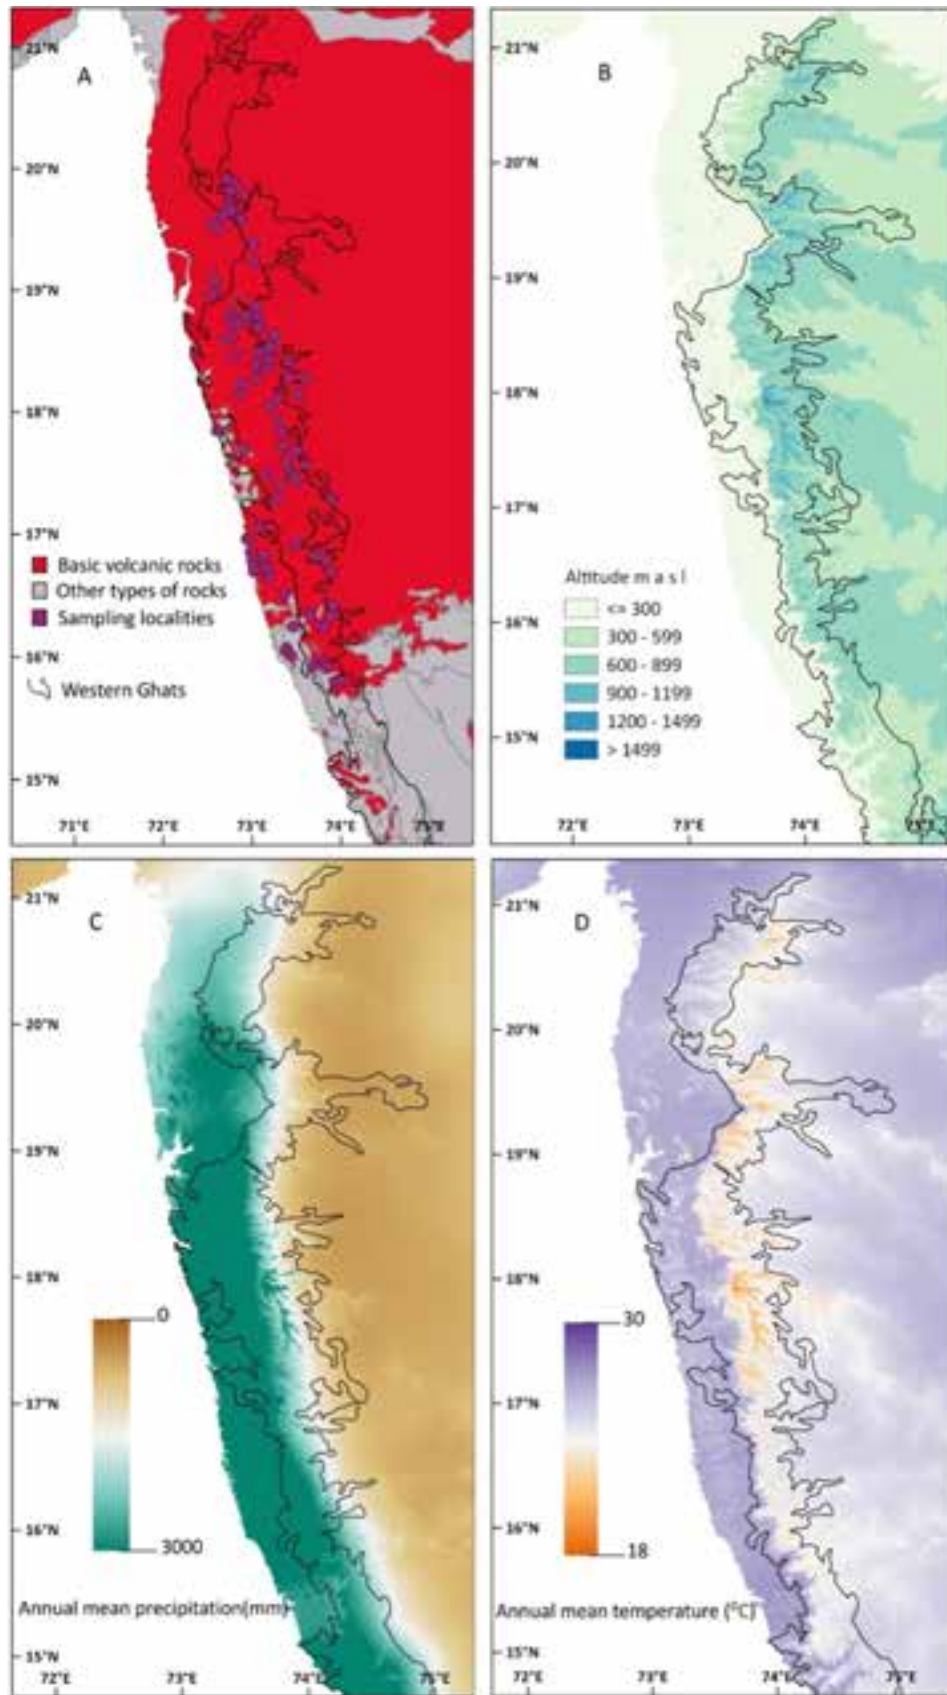 A
21°N
20°N
19°N
18°N
17°N
16°N
15°N
Basic volcanic rocks
Other types of rocks
Sampling localities
Western Ghats
71°E
72°E
73°E
74°E
75°E
B
21°N
20°N
19°N
18°N
17°N
16°N
15°N
Altitude m a s l
<= 300
300 - 599
600 - 899
900 - 1199
1200 - 1499
> 1499
72°E
73°E
74°E
75°E
C
21°N
20°N
19°N
18°N
17°N
16°N
15°N
0
3000
Annual mean precipitation(mm)
72°E
73°E
74°E
75°E
D
21°N
20°N
19°N
18°N
17°N
16°N
15°N
30
18
Annual mean temperature (°C)
72°E
73°E
74°E
75°E